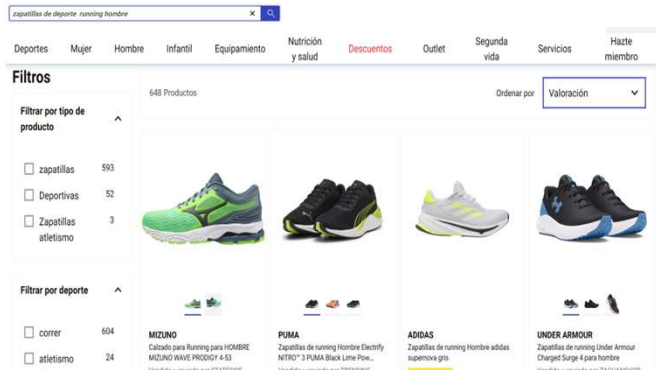 zapatillas de deporte running hombre
Deportes
Mujer
Hombre
Infantil
Equipamiento
Nutrición
y salud
Descuentos
Outlet
Segunda
vida
Servicios
Hazte
miembro
Filtros
648 Productos
Ordenar por
Valoración
Filtrar por tipo de
producto
zapatillas 593
Deportivas 52
Zapatillas 3
atletismo
Filtrar por deporte
correr 604
atletismo 24
MIZUNO
Calzado para Running para HOMBRE
MIZUNO WAVE PRODIGY 4-53
PUMA
Zapatillas de running Hombre Electrify
NITRO™ 3 PUMA Black Lime Pow...
ADIDAS
Zapatillas de running Hombre adidas
supernova gris
UNDER ARMOUR
Zapatillas de running Under Armour
Charged Surge 4 para hombre